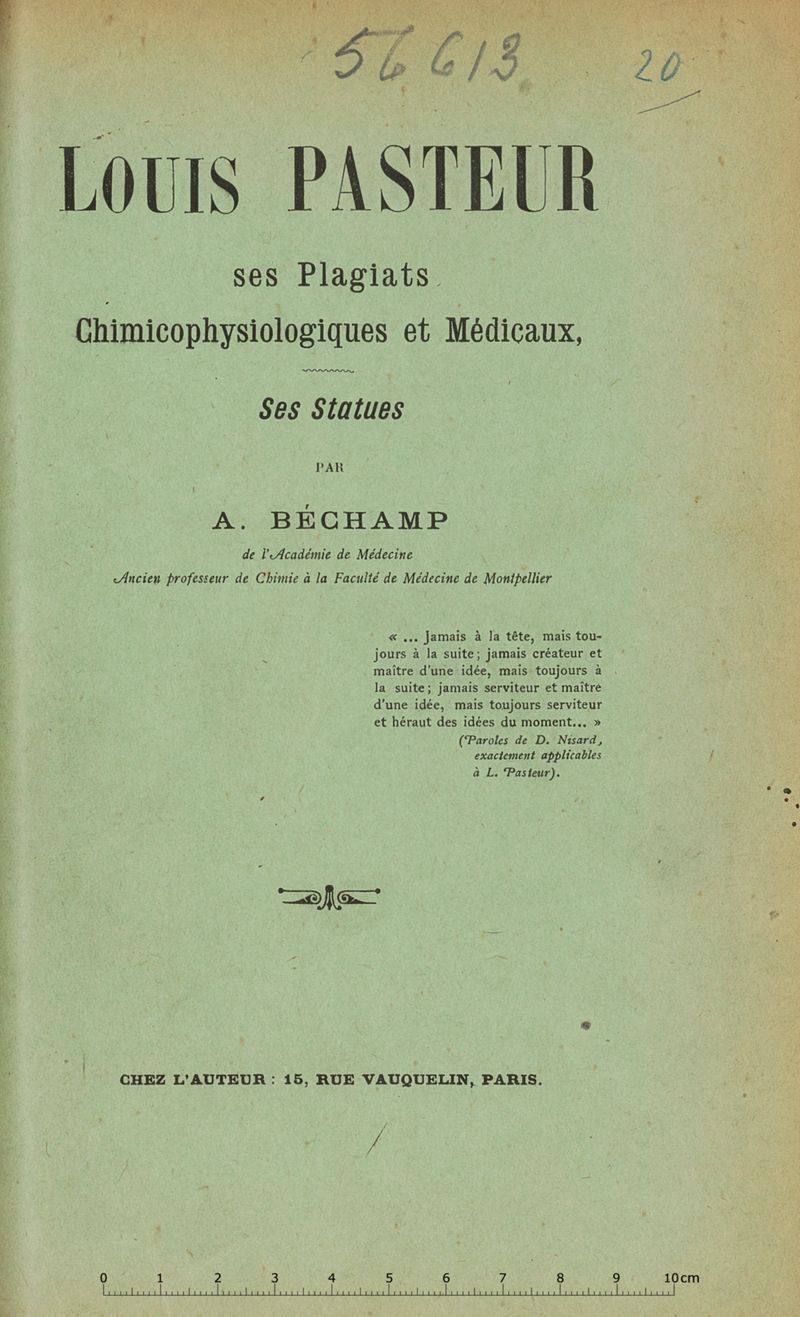 56613 20
LOUIS PASTEUR
ses Plagiats
Chimicophysiologiques et Médicaux,
Ses Statues
PAR
A. BÉCHAMP
de l'Académie de Médecine
Ancien professeur de Chimie à la Faculté de Médecine de Montpellier
« ... Jamais à la tête, mais tou-
jours à la suite ; jamais créateur et
maître d'une idée, mais toujours à
la suite ; jamais serviteur et maître
d'une idée, mais toujours serviteur
et héraut des idées du moment... »
(Paroles de D. Nisard,
exactement applicables
à L. Pasteur).
CHEZ L'AUTEUR : 15, RUE VAUQUELIN, PARIS.
0 1 2 3 4 5 6 7 8 9 10cm